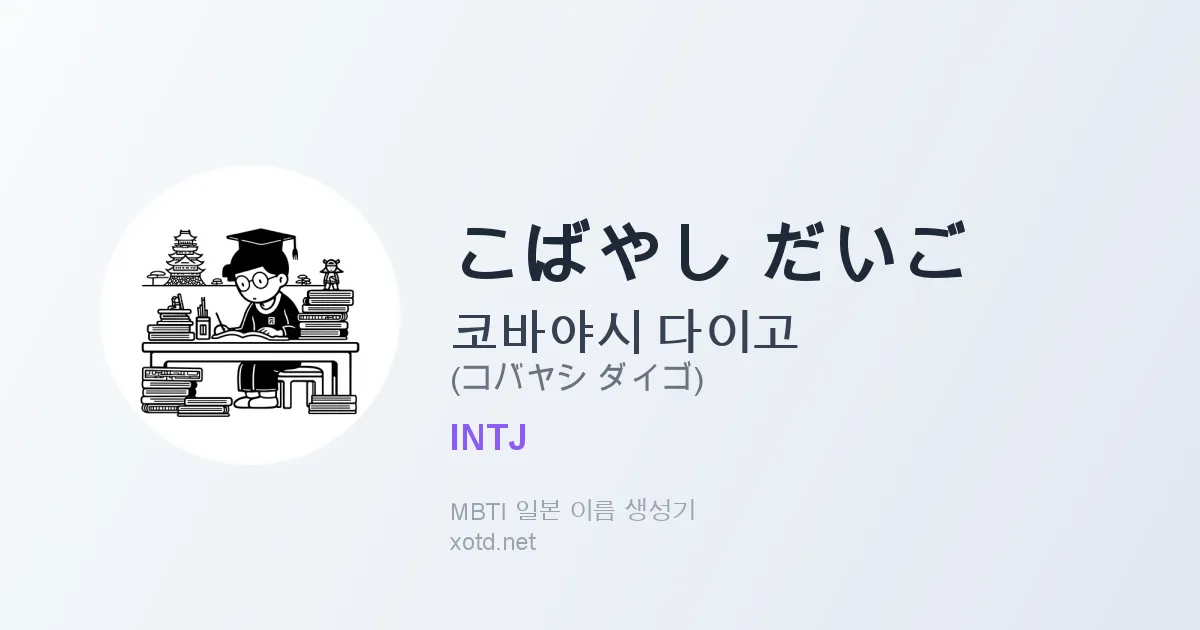 こばやし だいご
코바야시 다이고
(コバヤシ ダイゴ)
INTJ
MBTI 일본 이름 생성기
xotd.net